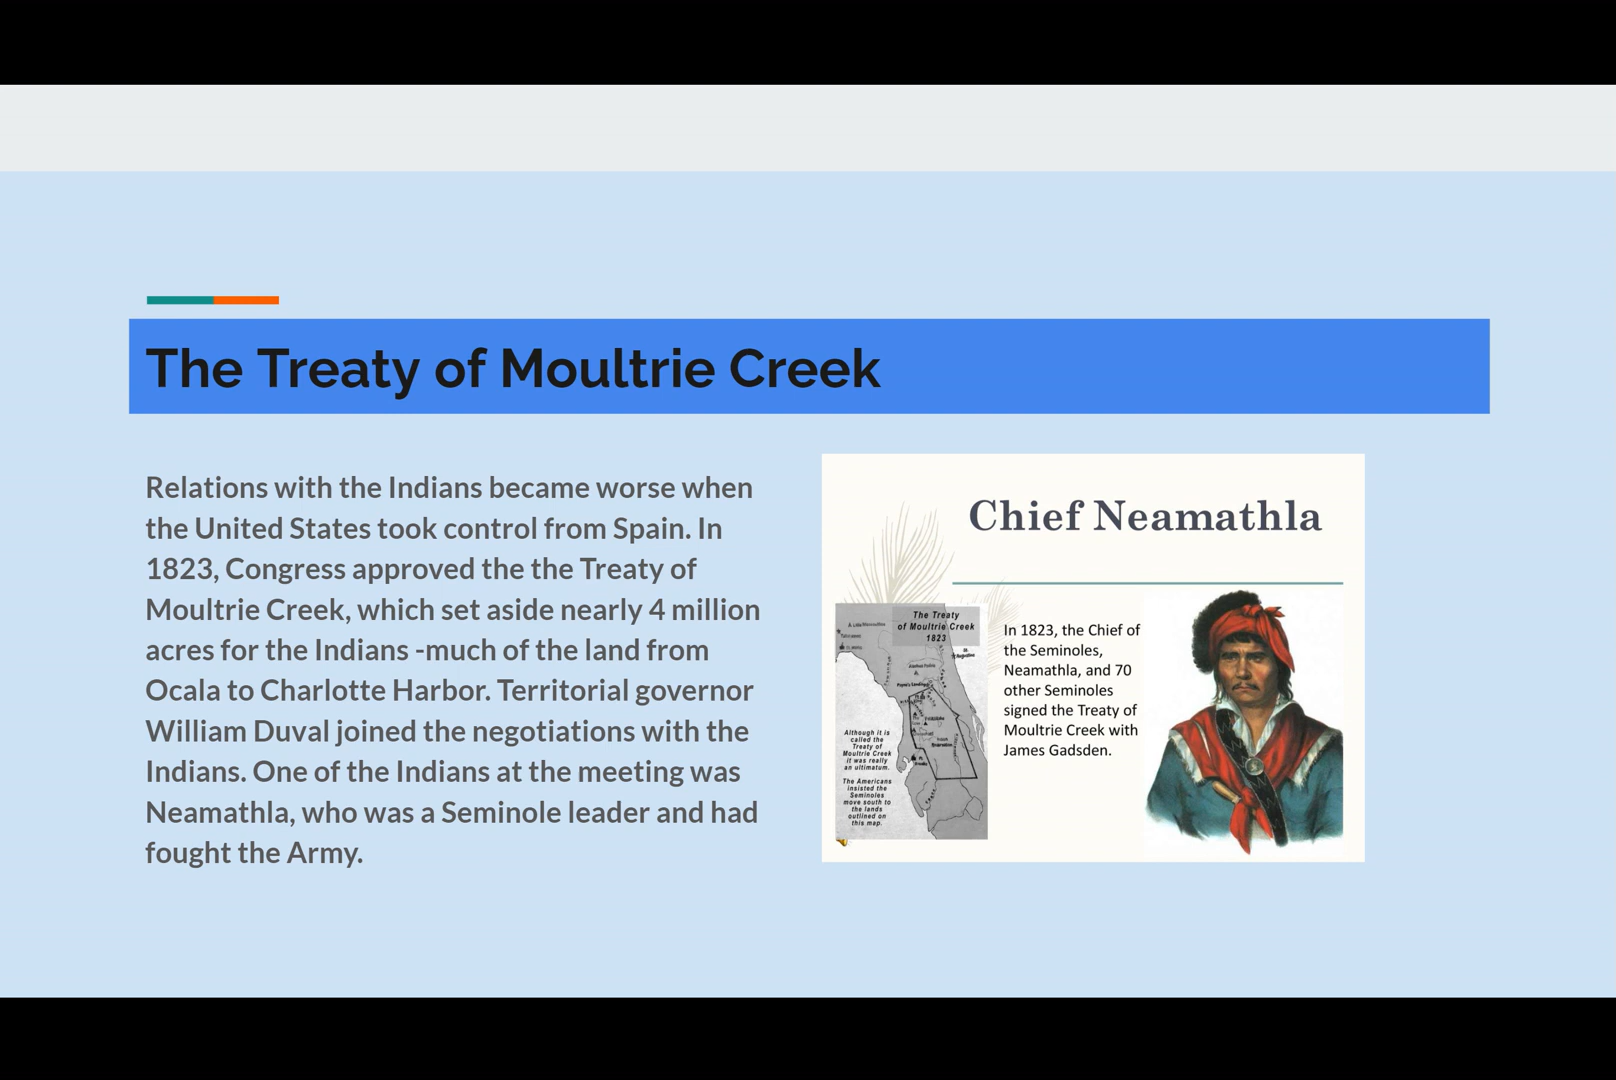 The Treaty of Moultrie Creek
Relations with the Indians became worse when
the United States took control from Spain. In
1823, Congress approved the the Treaty of
Moultrie Creek, which set aside nearly 4 million
acres for the Indians -much of the land from
Ocala to Charlotte Harbor. Territorial governor
William Duval joined the negotiations with the
Indians. One of the Indians at the meeting was
Neamathla, who was a Seminole leader and had
fought the Army.
Chief Neamathla
The Treaty
of Moultrie Creek
1823
Although it is
called the
Treaty of
Moultrie Creek
it was really
an ultimatum.
The Americans
insisted the
Seminoles
move south to
the lands
outlined on
this map.
In 1823, the Chief of
the Seminoles,
Neamathla, and 70
other Seminoles
signed the Treaty of
Moultrie Creek with
James Gadsden.